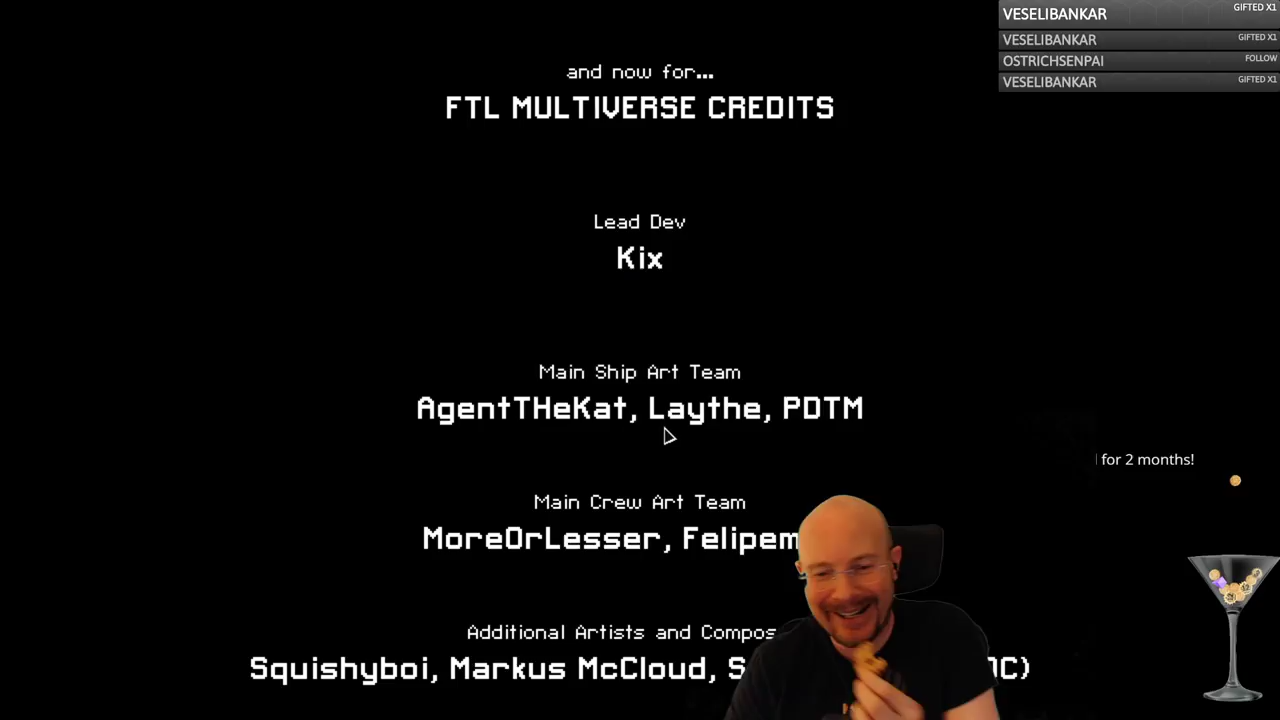 VESELIBANKAR GIFTED X1
VESELIBANKAR GIFTED X1
OSTRICHSENPAI FOLLOW
VESELIBANKAR GIFTED X1
and now for...
FTL MULTIVERSE CREDITS
Lead Dev
Kix
Main Ship Art Team
AgentTHeKat, Laythe, PDTM
for 2 months!
Main Crew Art Team
MoreOrLesser, Felipem
Additional Artists and Compos
Squishyboi, Markus McCloud, S